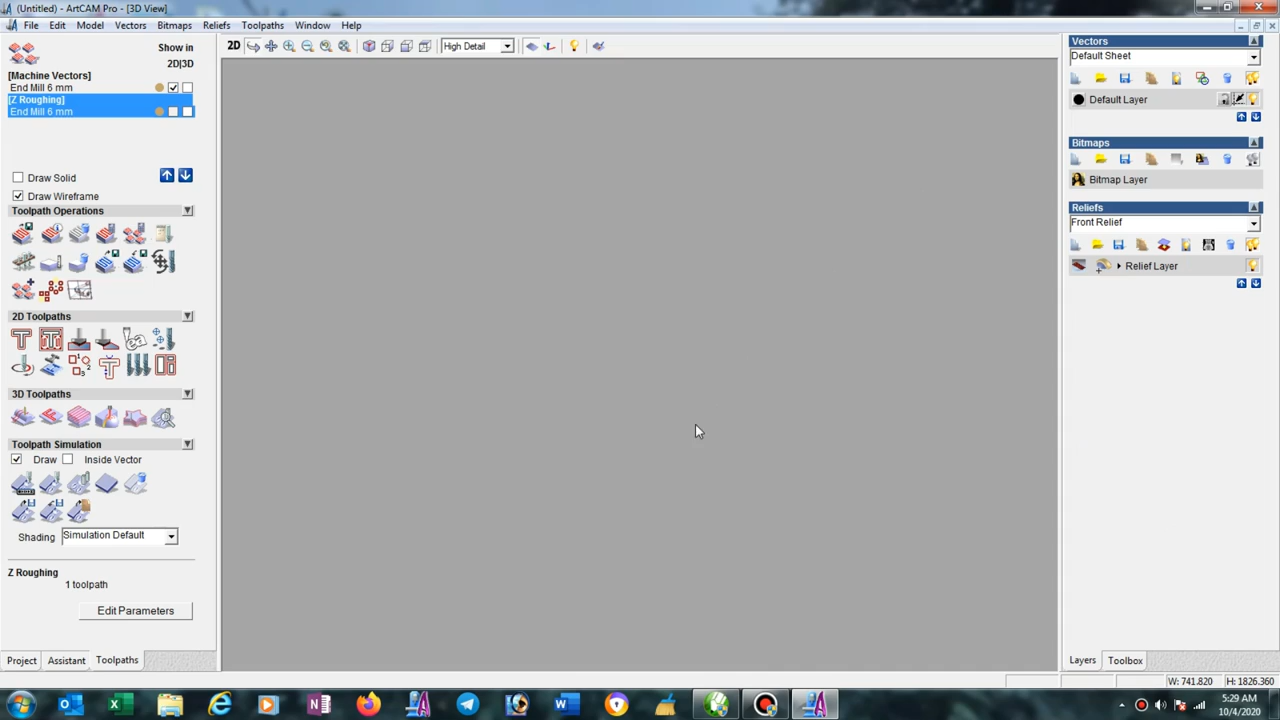 (Untitled) - ArtCAM Pro - [3D View]
File Edit Model Vectors Bitmaps Reliefs Toolpaths Window Help
Show in
2D|3D
[Machine Vectors]
End Mill 6 mm
[Z Roughing]
End Mill 6 mm
Draw Solid
Draw Wireframe
Toolpath Operations
2D Toolpaths
3D Toolpaths
Toolpath Simulation
Draw Inside Vector
Shading Simulation Default
Z Roughing
1 toolpath
Edit Parameters
Project Assistant Toolpaths
2D High Detail
Vectors
Default Sheet
Default Layer
Bitmaps
Bitmap Layer
Reliefs
Front Relief
Relief Layer
Layers Toolbox
W: 741.820 H: 1826.360
5:29 AM
10/4/2020